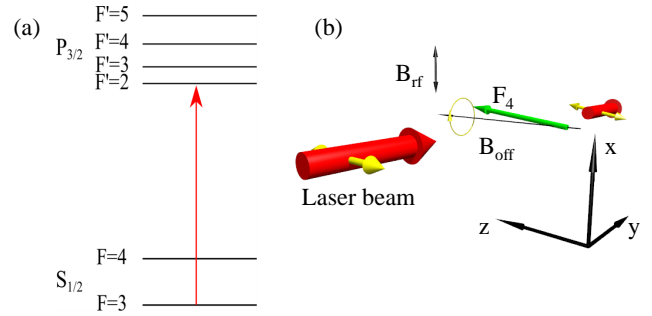 (a)
F'=5
P3/2
F'=4
F'=3
F'=2
F=4
S1/2
F=3
(b)
Brf
F4
Boff
Laser beam
x
z
y